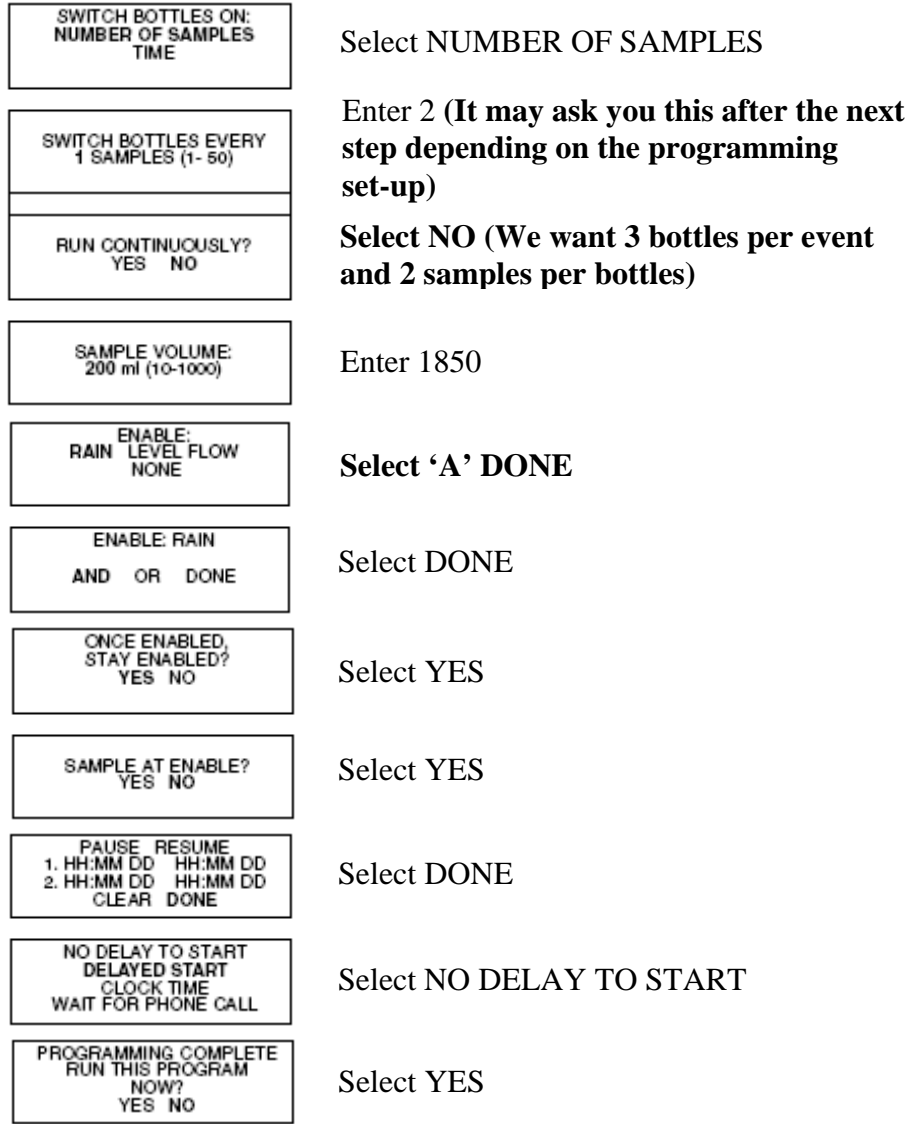 SWITCH BOTTLES ON:
NUMBER OF SAMPLES
TIME
Select NUMBER OF SAMPLES
SWITCH BOTTLES EVERY
1 SAMPLES (1- 50)
Enter 2 (It may ask you this after the next
step depending on the programming
set-up)
RUN CONTINUOUSLY?
YES NO
Select NO (We want 3 bottles per event
and 2 samples per bottles)
SAMPLE VOLUME:
200 ml (10-1000)
Enter 1850
ENABLE:
RAIN LEVEL FLOW
NONE
Select ‘A’ DONE
ENABLE: RAIN
AND OR DONE
Select DONE
ONCE ENABLED,
STAY ENABLED?
YES NO
Select YES
SAMPLE AT ENABLE?
YES NO
Select YES
PAUSE RESUME
1. HH:MM DD HH:MM DD
2. HH:MM DD HH:MM DD
CLEAR DONE
Select DONE
NO DELAY TO START
DELAYED START
CLOCK TIME
WAIT FOR PHONE CALL
Select NO DELAY TO START
PROGRAMMING COMPLETE
RUN THIS PROGRAM
NOW?
YES NO
Select YES